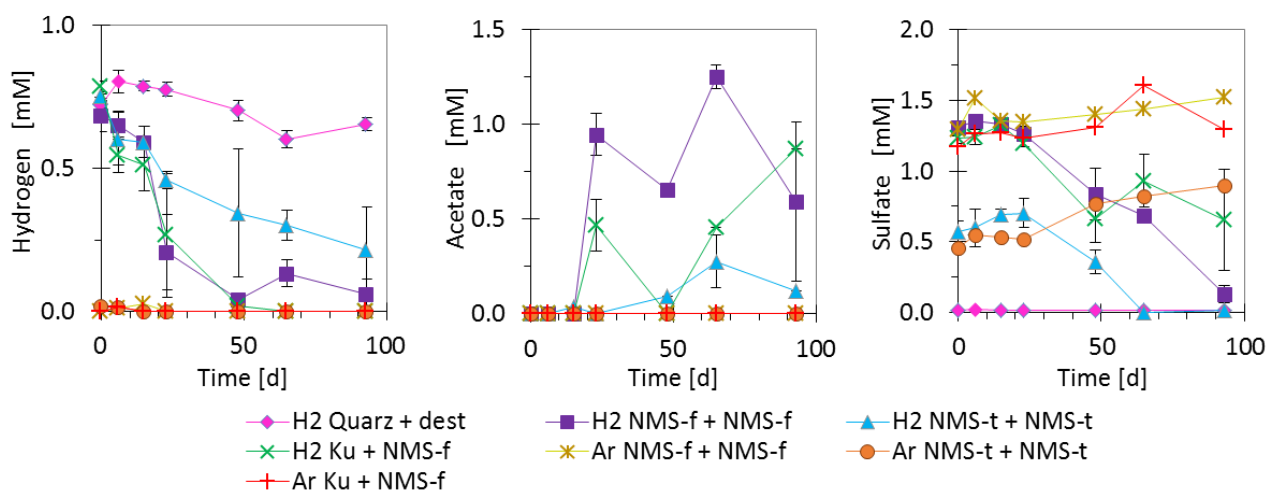 Hydrogen [mM]
1.0
0.5
0.0
0 50 100
Time [d]
Acetate [mM]
1.5
1.0
0.5
0.0
0 50 100
Time [d]
Sulfate [mM]
2.0
1.5
1.0
0.5
0.0
0 50 100
Time [d]
H2 Quarz + dest
H2 NMS-f + NMS-f
H2 NMS-t + NMS-t
H2 Ku + NMS-f
Ar NMS-f + NMS-f
Ar NMS-t + NMS-t
Ar Ku + NMS-f